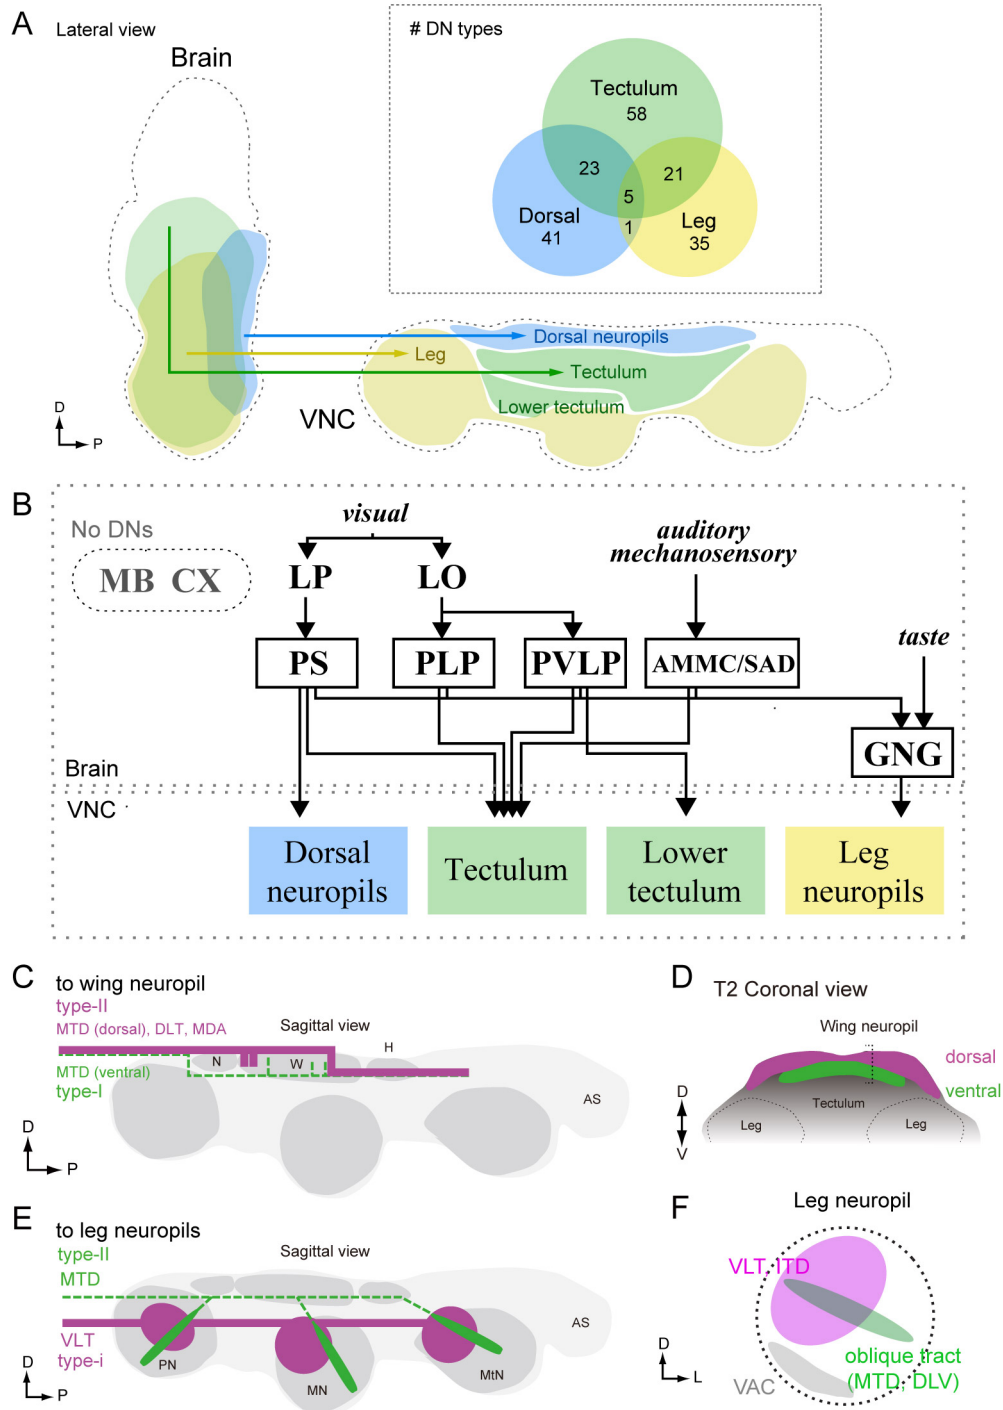 A
Lateral view
Brain
# DN types
Tectulum
58
23
21
5
Dorsal
41
1
Leg
35
Dorsal neuropils
Leg
Tectulum
Lower tectulum
VNC
D
P
B
No DNs
MB CX
visual
auditory
mechanosensory
LP
LO
taste
PS
PLP
PVLP
AMMC/SAD
GNG
Brain
VNC
Dorsal
neuropils
Tectulum
Lower
tectulum
Leg
neuropils
C
to wing neuropil
type-II
MTD (dorsal), DLT, MDA
Sagittal view
N
W
H
MTD (ventral)
type-I
AS
D
P
D
T2 Coronal view
Wing neuropil
dorsal
ventral
D
V
Tectulum
Leg
Leg
E
to leg neuropils
type-II
MTD
Sagittal view
VLT
type-i
PN
MN
MtN
AS
D
P
F
Leg neuropil
VLT, ITD
oblique tract
(MTD, DLV)
VAC
D
L